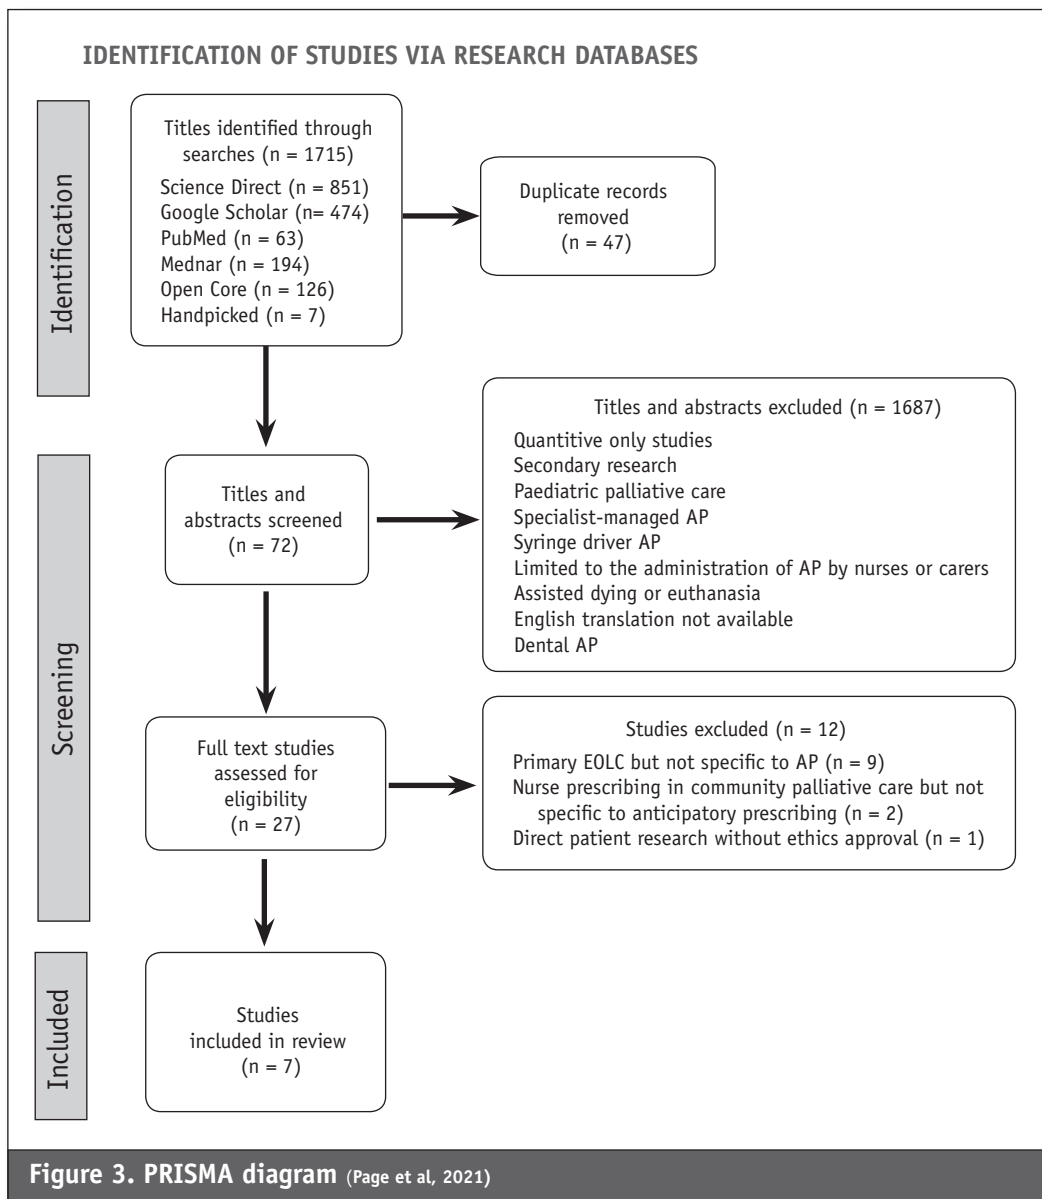 IDENTIFICATION OF STUDIES VIA RESEARCH DATABASES
Identification
Titles identified through
searches (n = 1715)
Science Direct (n = 851)
Google Scholar (n= 474)
PubMed (n = 63)
Mednar (n = 194)
Open Core (n = 126)
Handpicked (n = 7)
Duplicate records
removed
(n = 47)
Screening
Titles and
abstracts screened
(n = 72)
Titles and abstracts excluded (n = 1687)
Quantitive only studies
Secondary research
Paediatric palliative care
Specialist-managed AP
Syringe driver AP
Limited to the administration of AP by nurses or carers
Assisted dying or euthanasia
English translation not available
Dental AP
Full text studies
assessed for
eligibility
(n = 27)
Studies excluded (n = 12)
Primary EOLC but not specific to AP (n = 9)
Nurse prescribing in community palliative care but not
specific to anticipatory prescribing (n = 2)
Direct patient research without ethics approval (n = 1)
Included
Studies
included in review
(n = 7)
Figure 3. PRISMA diagram (Page et al, 2021)